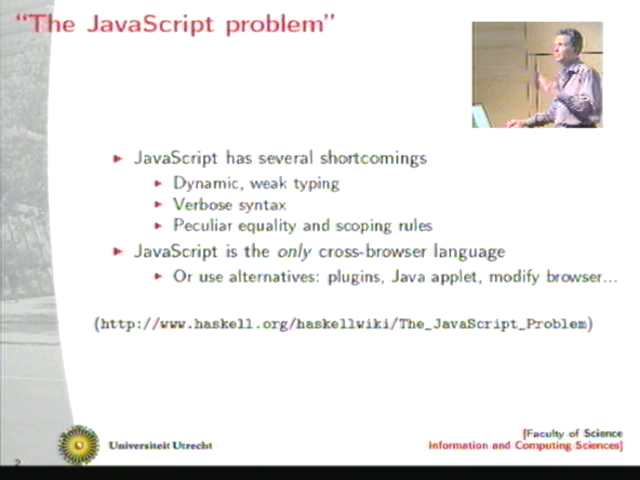 “The JavaScript problem”
JavaScript has several shortcomings
Dynamic, weak typing
Verbose syntax
Peculiar equality and scoping rules
JavaScript is the only cross-browser language
Or use alternatives: plugins, Java applet, modify browser...
(http://www.haskell.org/haskellwiki/The_JavaScript_Problem)
Universiteit Utrecht
[Faculty of Science
Information and Computing Sciences]
2